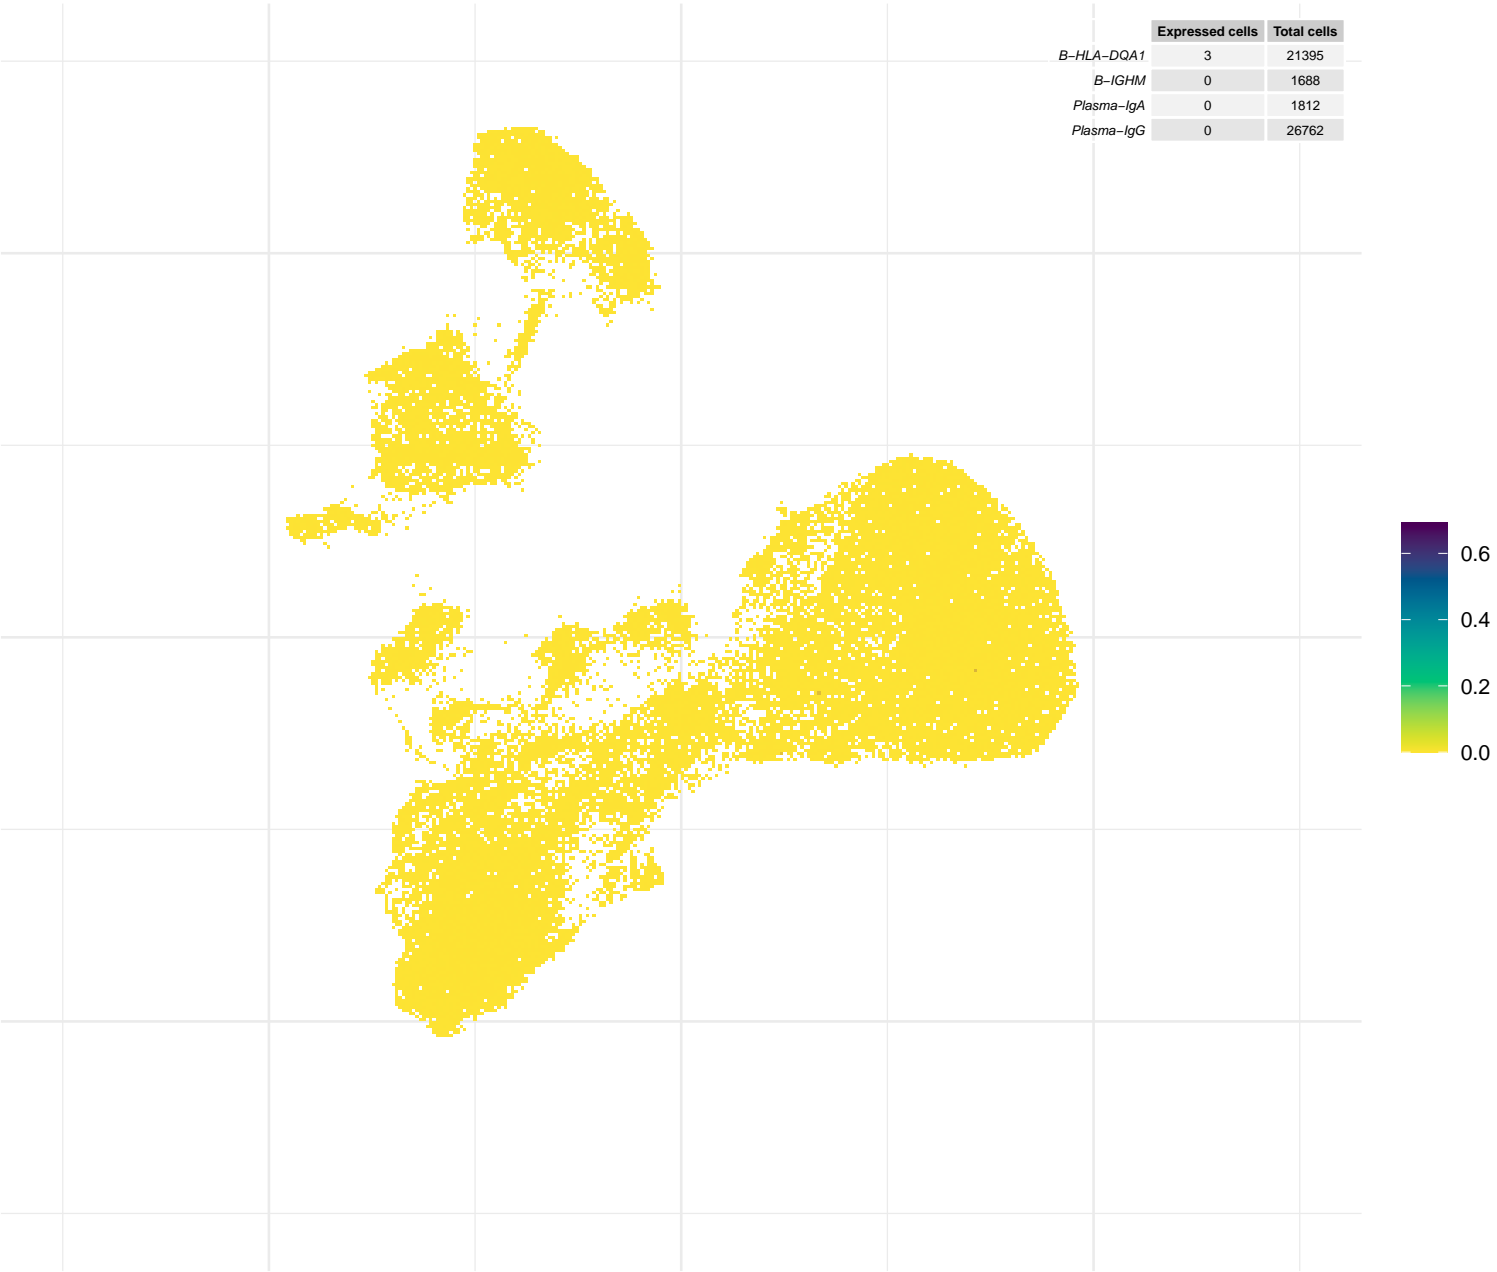 Expressed cells Total cells
B−HLA−DQA1 3 21395
B−IGHM 0 1688
Plasma−IgA 0 1812
Plasma−IgG 0 26762
0.6
0.4
0.2
0.0